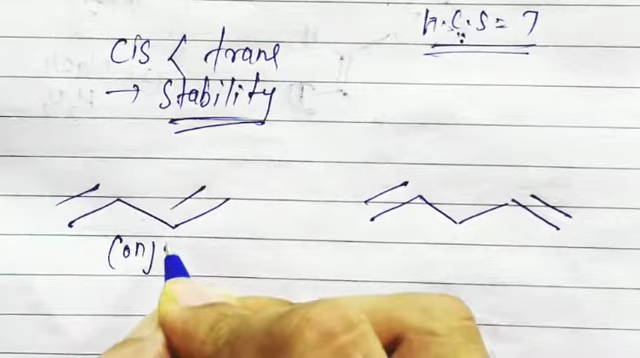 H.C.S = 7
Cis < trans
→ Stability
Conj